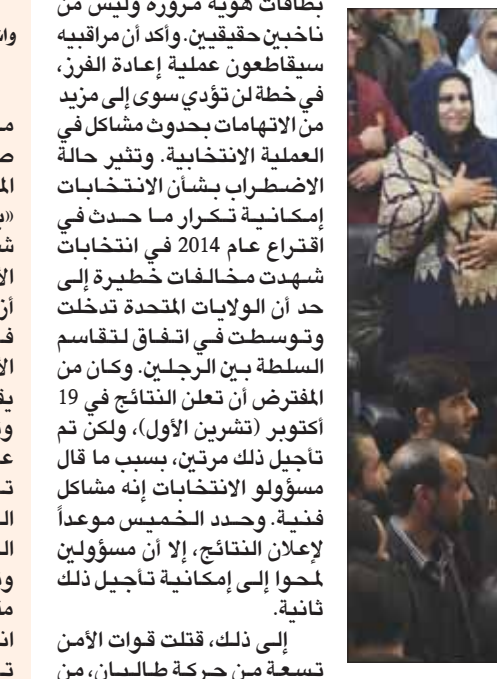 بطاقات هوية مزورة وليس من
ناخبين حقيقيين. وأكد أن مراقبيه
سيقاطعون عملية إعادة الفرز،
في خطة لن تؤدي سوى إلى مزيد
من الاتهامات بحدوث مشاكل في
العملية الانتخابية. وتثير حالة
الاضطراب بشأن الانتخابات
إمكانية تكرار ما حدث في
اقتراع عام 2014 في انتخابات
شهدت مخالفات خطيرة إلى
حد أن الولايات المتحدة تدخلت
وتوسطت في اتفاق لتقاسم
السلطة بين الرجلين. وكان من
المفترض أن تعلن النتائج في 19
أكتوبر (تشرين الأول)، ولكن تم
تأجيل ذلك مرتين، بسبب ما قال
مسؤولو الانتخابات إنه مشاكل
فنية. وحدد الخميس موعداً
لإعلان النتائج، إلا أن مسؤولين
لمحوا إلى إمكانية تأجيل ذلك
ثانية.
إلى ذلك، قتلت قوات الأمن
تسعة من حركة طالبان، من